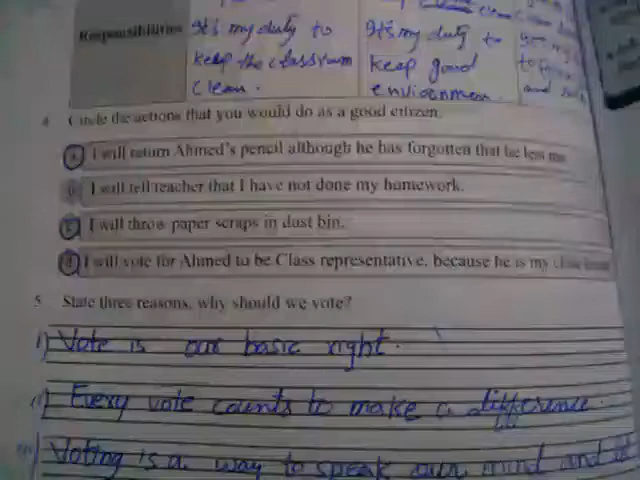 Responsibilities
It's my duty to
keep the classroom
clean.
It's my duty to
keep good
envioenmen.
4. Circle the actions that you would do as a good citizen.
a I will return Ahmed's pencil although he has forgotten that he
b I will tell teacher that I have not done my homework.
c I will throw paper scraps in dust bin.
d I will vote for Ahmed to be Class representative, because he is my class
5. State three reasons, why should we vote?
i) Vote is our basic right.
ii) Every vote counts to make a difference.
iii) Voting is a way to speak our mind and